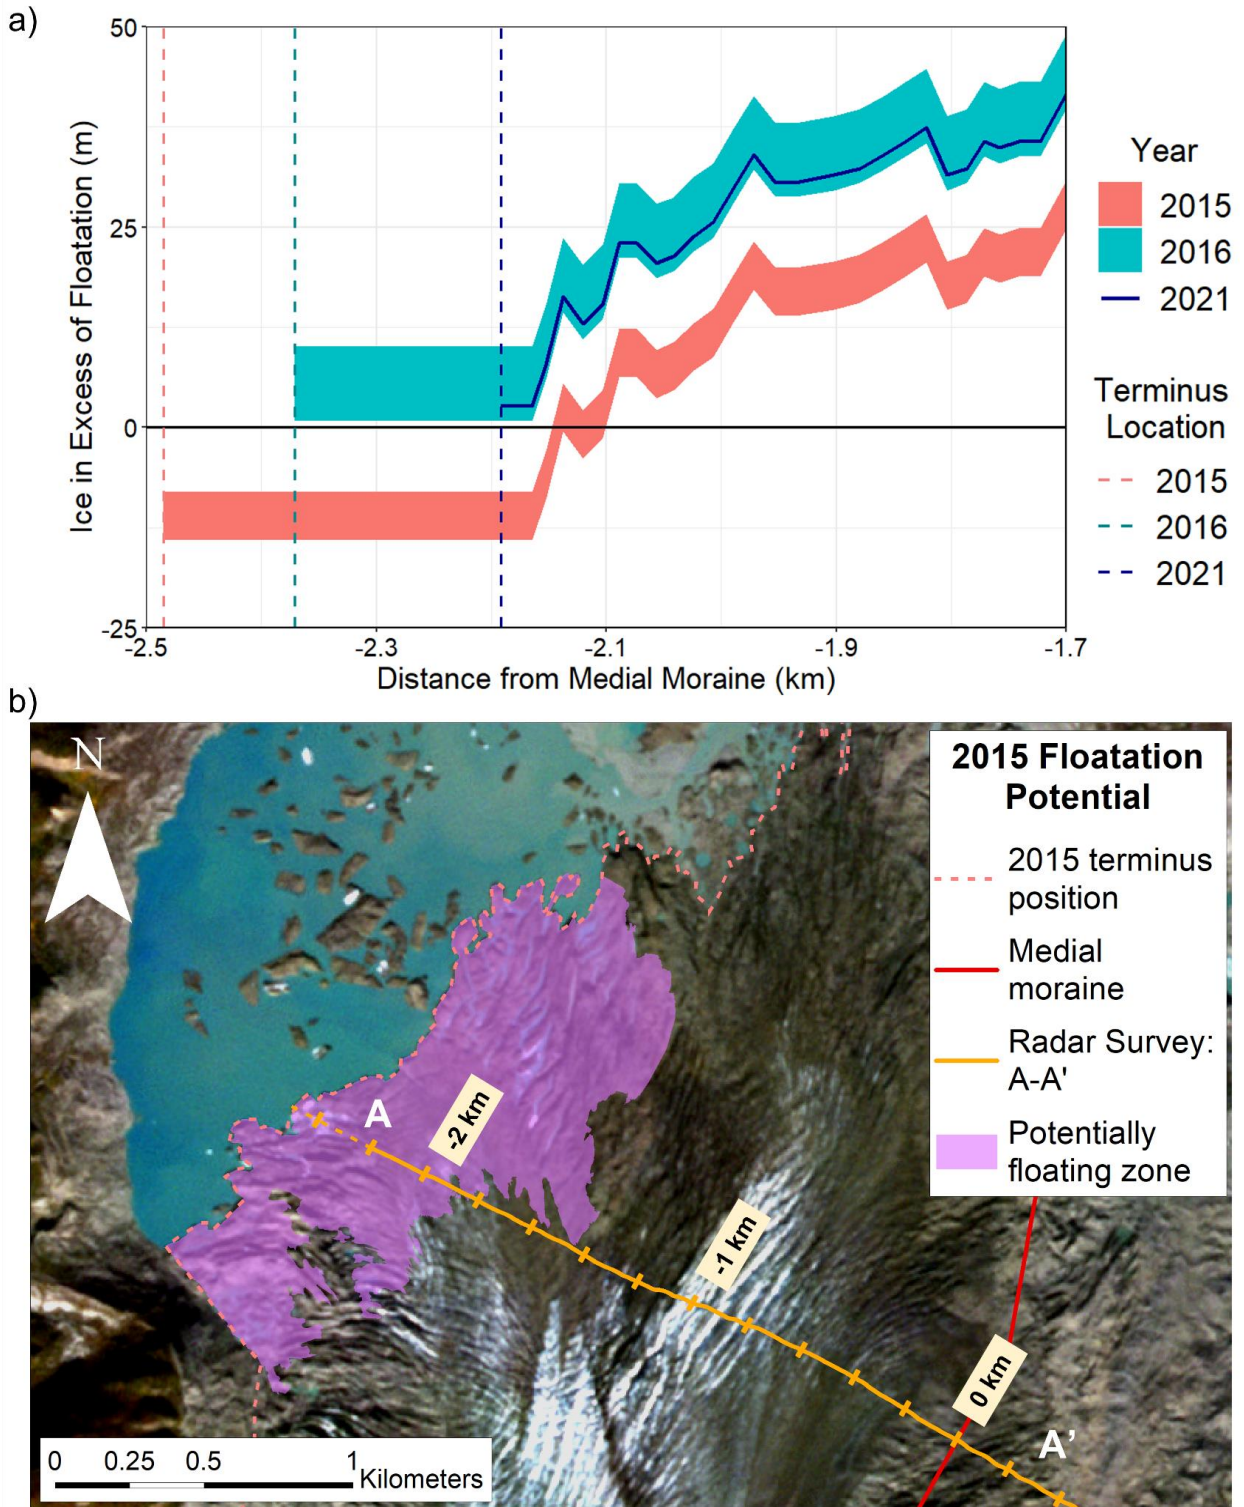 a)
50
25
0
-25
Ice in Excess of Floatation (m)
-2.5
-2.3
-2.1
-1.9
-1.7
Distance from Medial Moraine (km)
Year
2015
2016
2021
Terminus
Location
2015
2016
2021
b)
N
2015 Floatation
Potential
2015 terminus
position
Medial
moraine
Radar Survey:
A-A'
Potentially
floating zone
A
-2 km
-1 km
0 km
A’
0
0.25
0.5
1
Kilometers